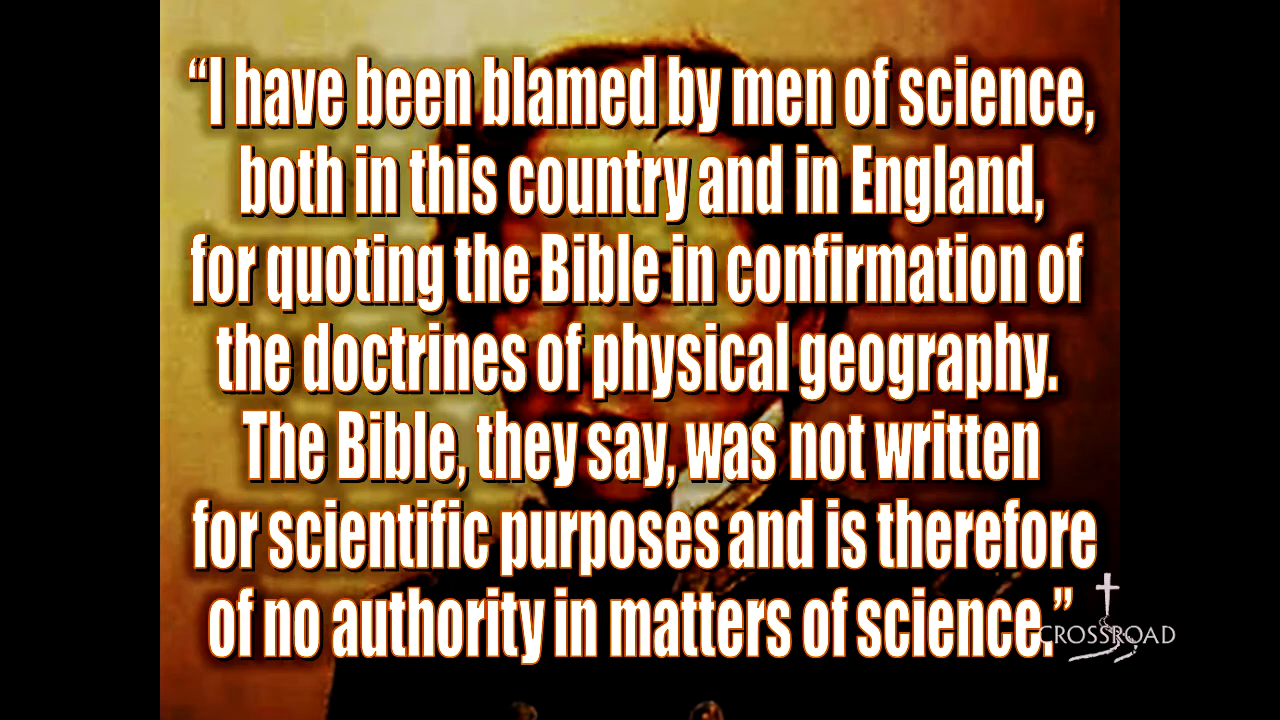 “I have been blamed by men of science,
both in this country and in England,
for quoting the Bible in confirmation of
the doctrines of physical geography.
The Bible, they say, was not written
for scientific purposes and is therefore
of no authority in matters of science.”
CROSSROAD